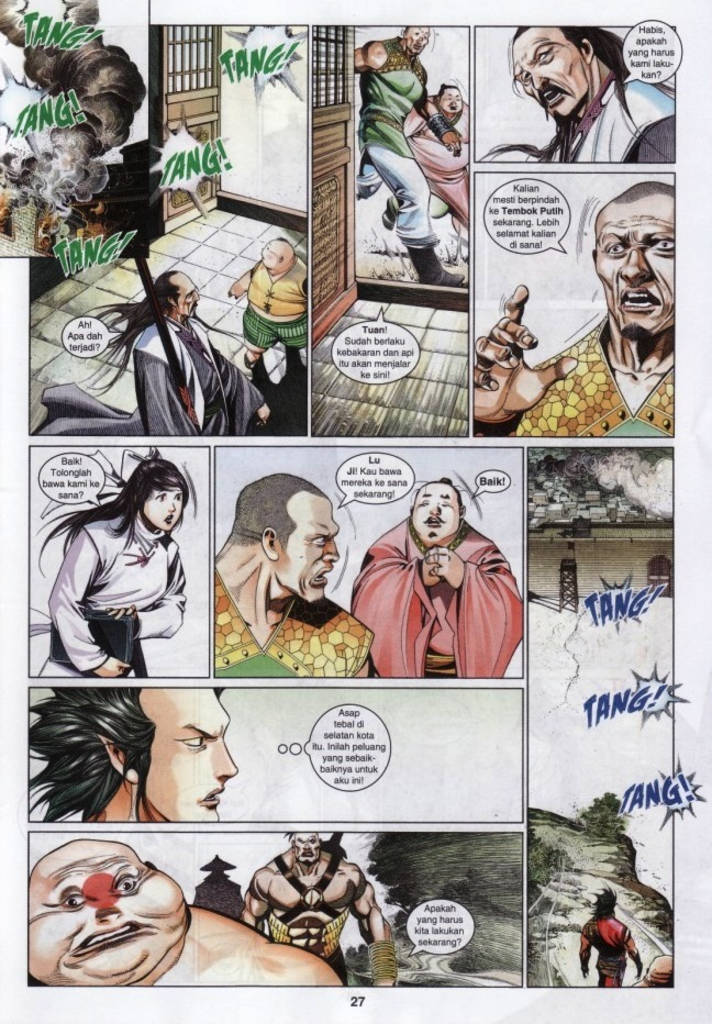 TANG!
TANG!
TANG!
TANG!
TANG!
Ah!
Apa dah
terjadi?
Tuan!
Sudah berlaku
kebakaran dan api
itu akan menjalar
ke sini!
Habis,
apakah
yang harus
kami laku-
kan?
Kalian
mesti berpindah
ke Tembok Putih
sekarang. Lebih
selamat kalian
di sana!
Baik!
Tolonglah
bawa kami ke
sana?
Lu
Ji! Kau bawa
mereka ke sana
sekarang!
Baik!
TANG!
TANG!
TANG!
Asap
tebal di
selatan kota
itu. Inilah peluang
yang sebaik-
baiknya untuk
aku ini!
Apakah
yang harus
kita lakukan
sekarang?
27